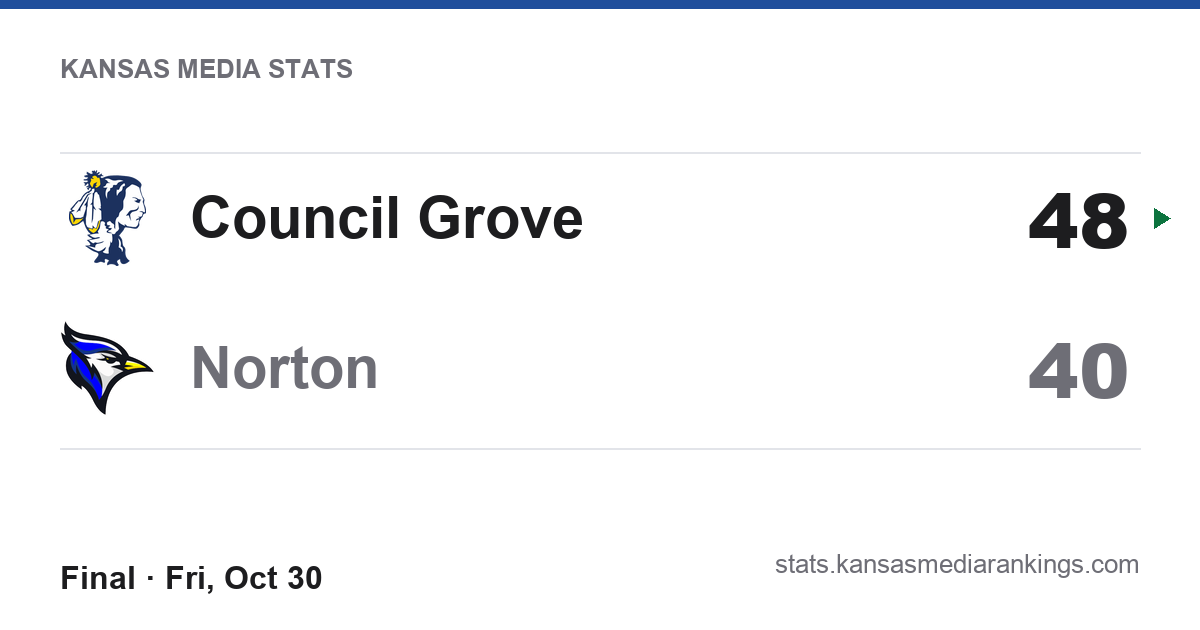 KANSAS MEDIA STATS
Council Grove 48
Norton 40
Final · Fri, Oct 30
stats.kansasmediarankings.com